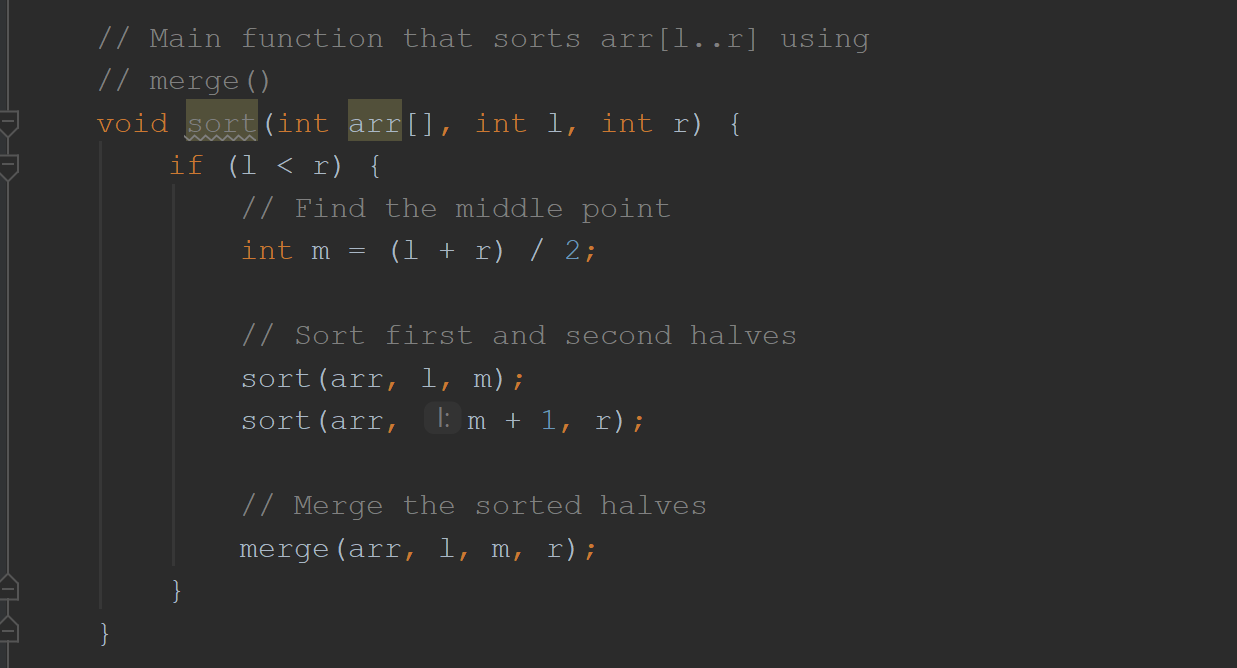 // Main function that sorts arr[l..r] using
// merge()
void sort(int arr[], int l, int r) {
if (l < r) {
// Find the middle point
int m = (l + r) / 2;
// Sort first and second halves
sort(arr, l, m);
sort(arr, l: m + 1, r);
// Merge the sorted halves
merge(arr, l, m, r);
}
}